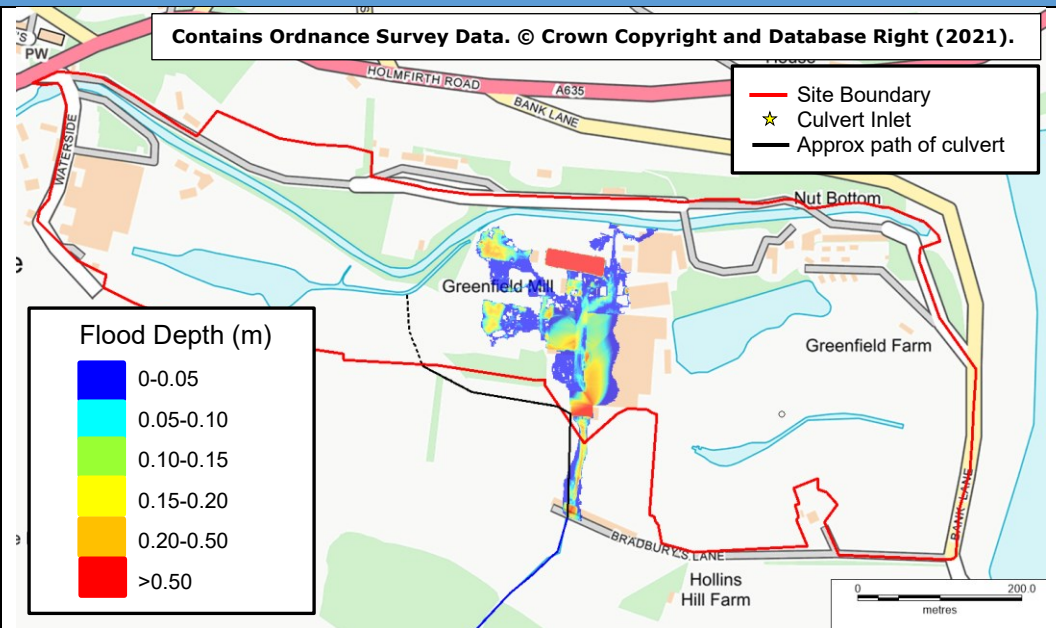 Contains Ordnance Survey Data. © Crown Copyright and Database Right (2021).
PW
HOLMFIRTH ROAD
A635
BANK LANE
Site Boundary
Culvert Inlet
Approx path of culvert
WATERSIDE
Nut Bottom
Greenfield Mill
Greenfield Farm
Flood Depth (m)
0-0.05
0.05-0.10
0.10-0.15
0.15-0.20
0.20-0.50
>0.50
BANK LANE
BRADBURY'S LANE
Hollins
Hill Farm
0
200.0
metres